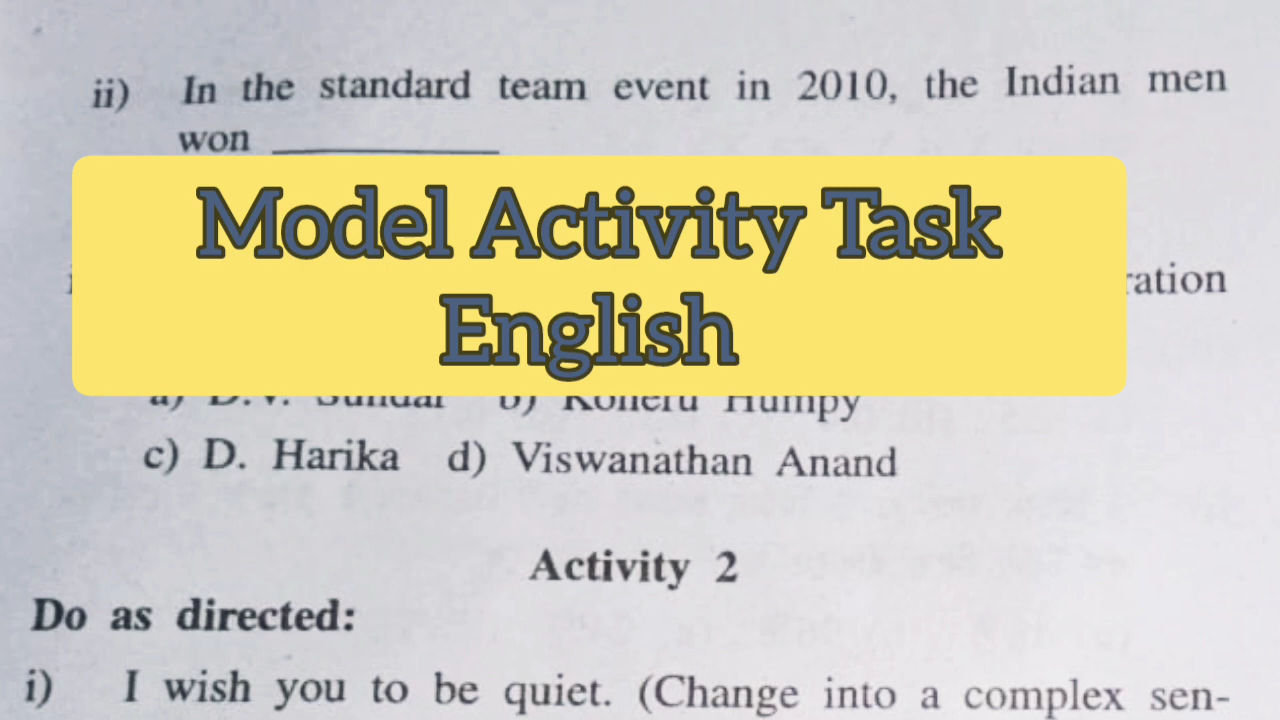 ii) In the standard team event in 2010, the Indian men
won
Model Activity Task
English
ration
a) D.V. Sundar b) Koneru Humpy
c) D. Harika d) Viswanathan Anand
Activity 2
Do as directed:
i) I wish you to be quiet. (Change into a complex sen-